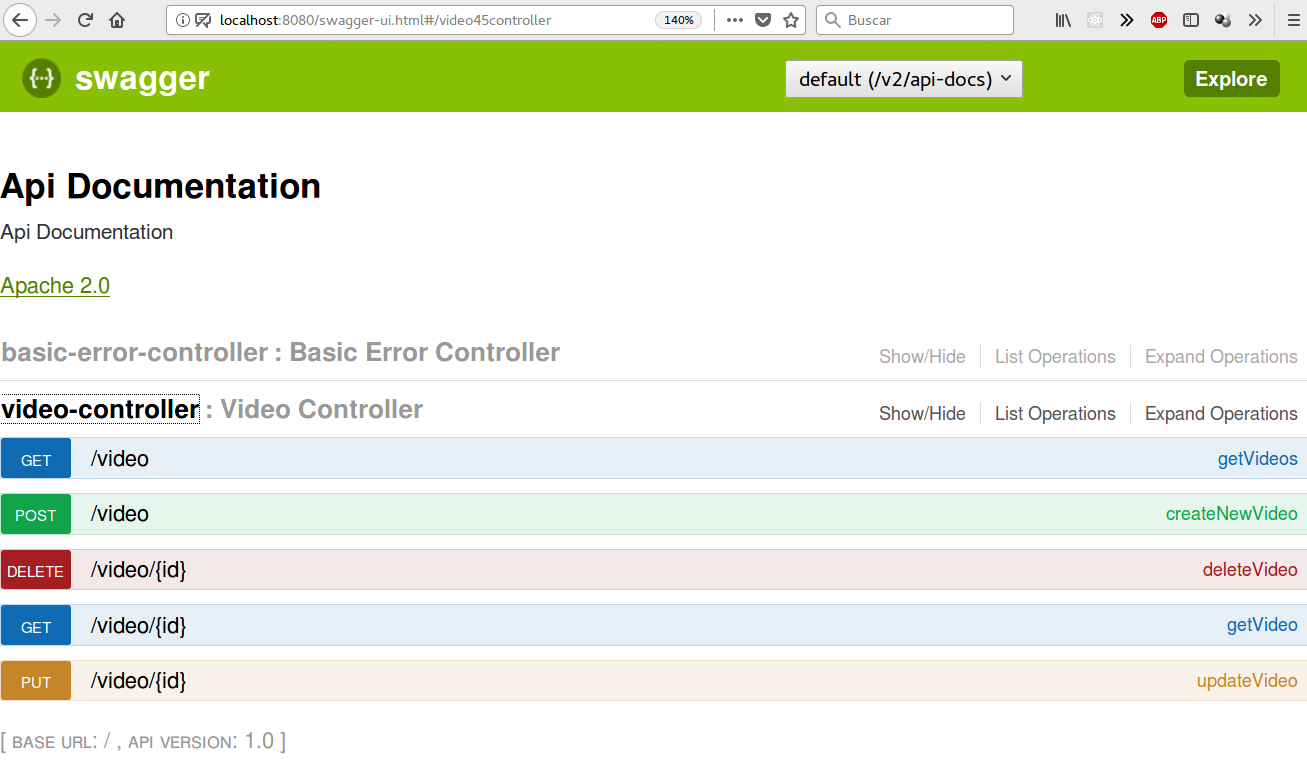 localhost:8080/swagger-ui.html#/video45controller 140% Buscar ABP
{···} swagger default (/v2/api-docs) Explore
Api Documentation
Api Documentation
Apache 2.0
basic-error-controller : Basic Error Controller Show/Hide List Operations Expand Operations
video-controller : Video Controller Show/Hide List Operations Expand Operations
GET /video getVideos
POST /video createNewVideo
DELETE /video/{id} deleteVideo
GET /video/{id} getVideo
PUT /video/{id} updateVideo
[ BASE URL: / , API VERSION: 1.0 ]